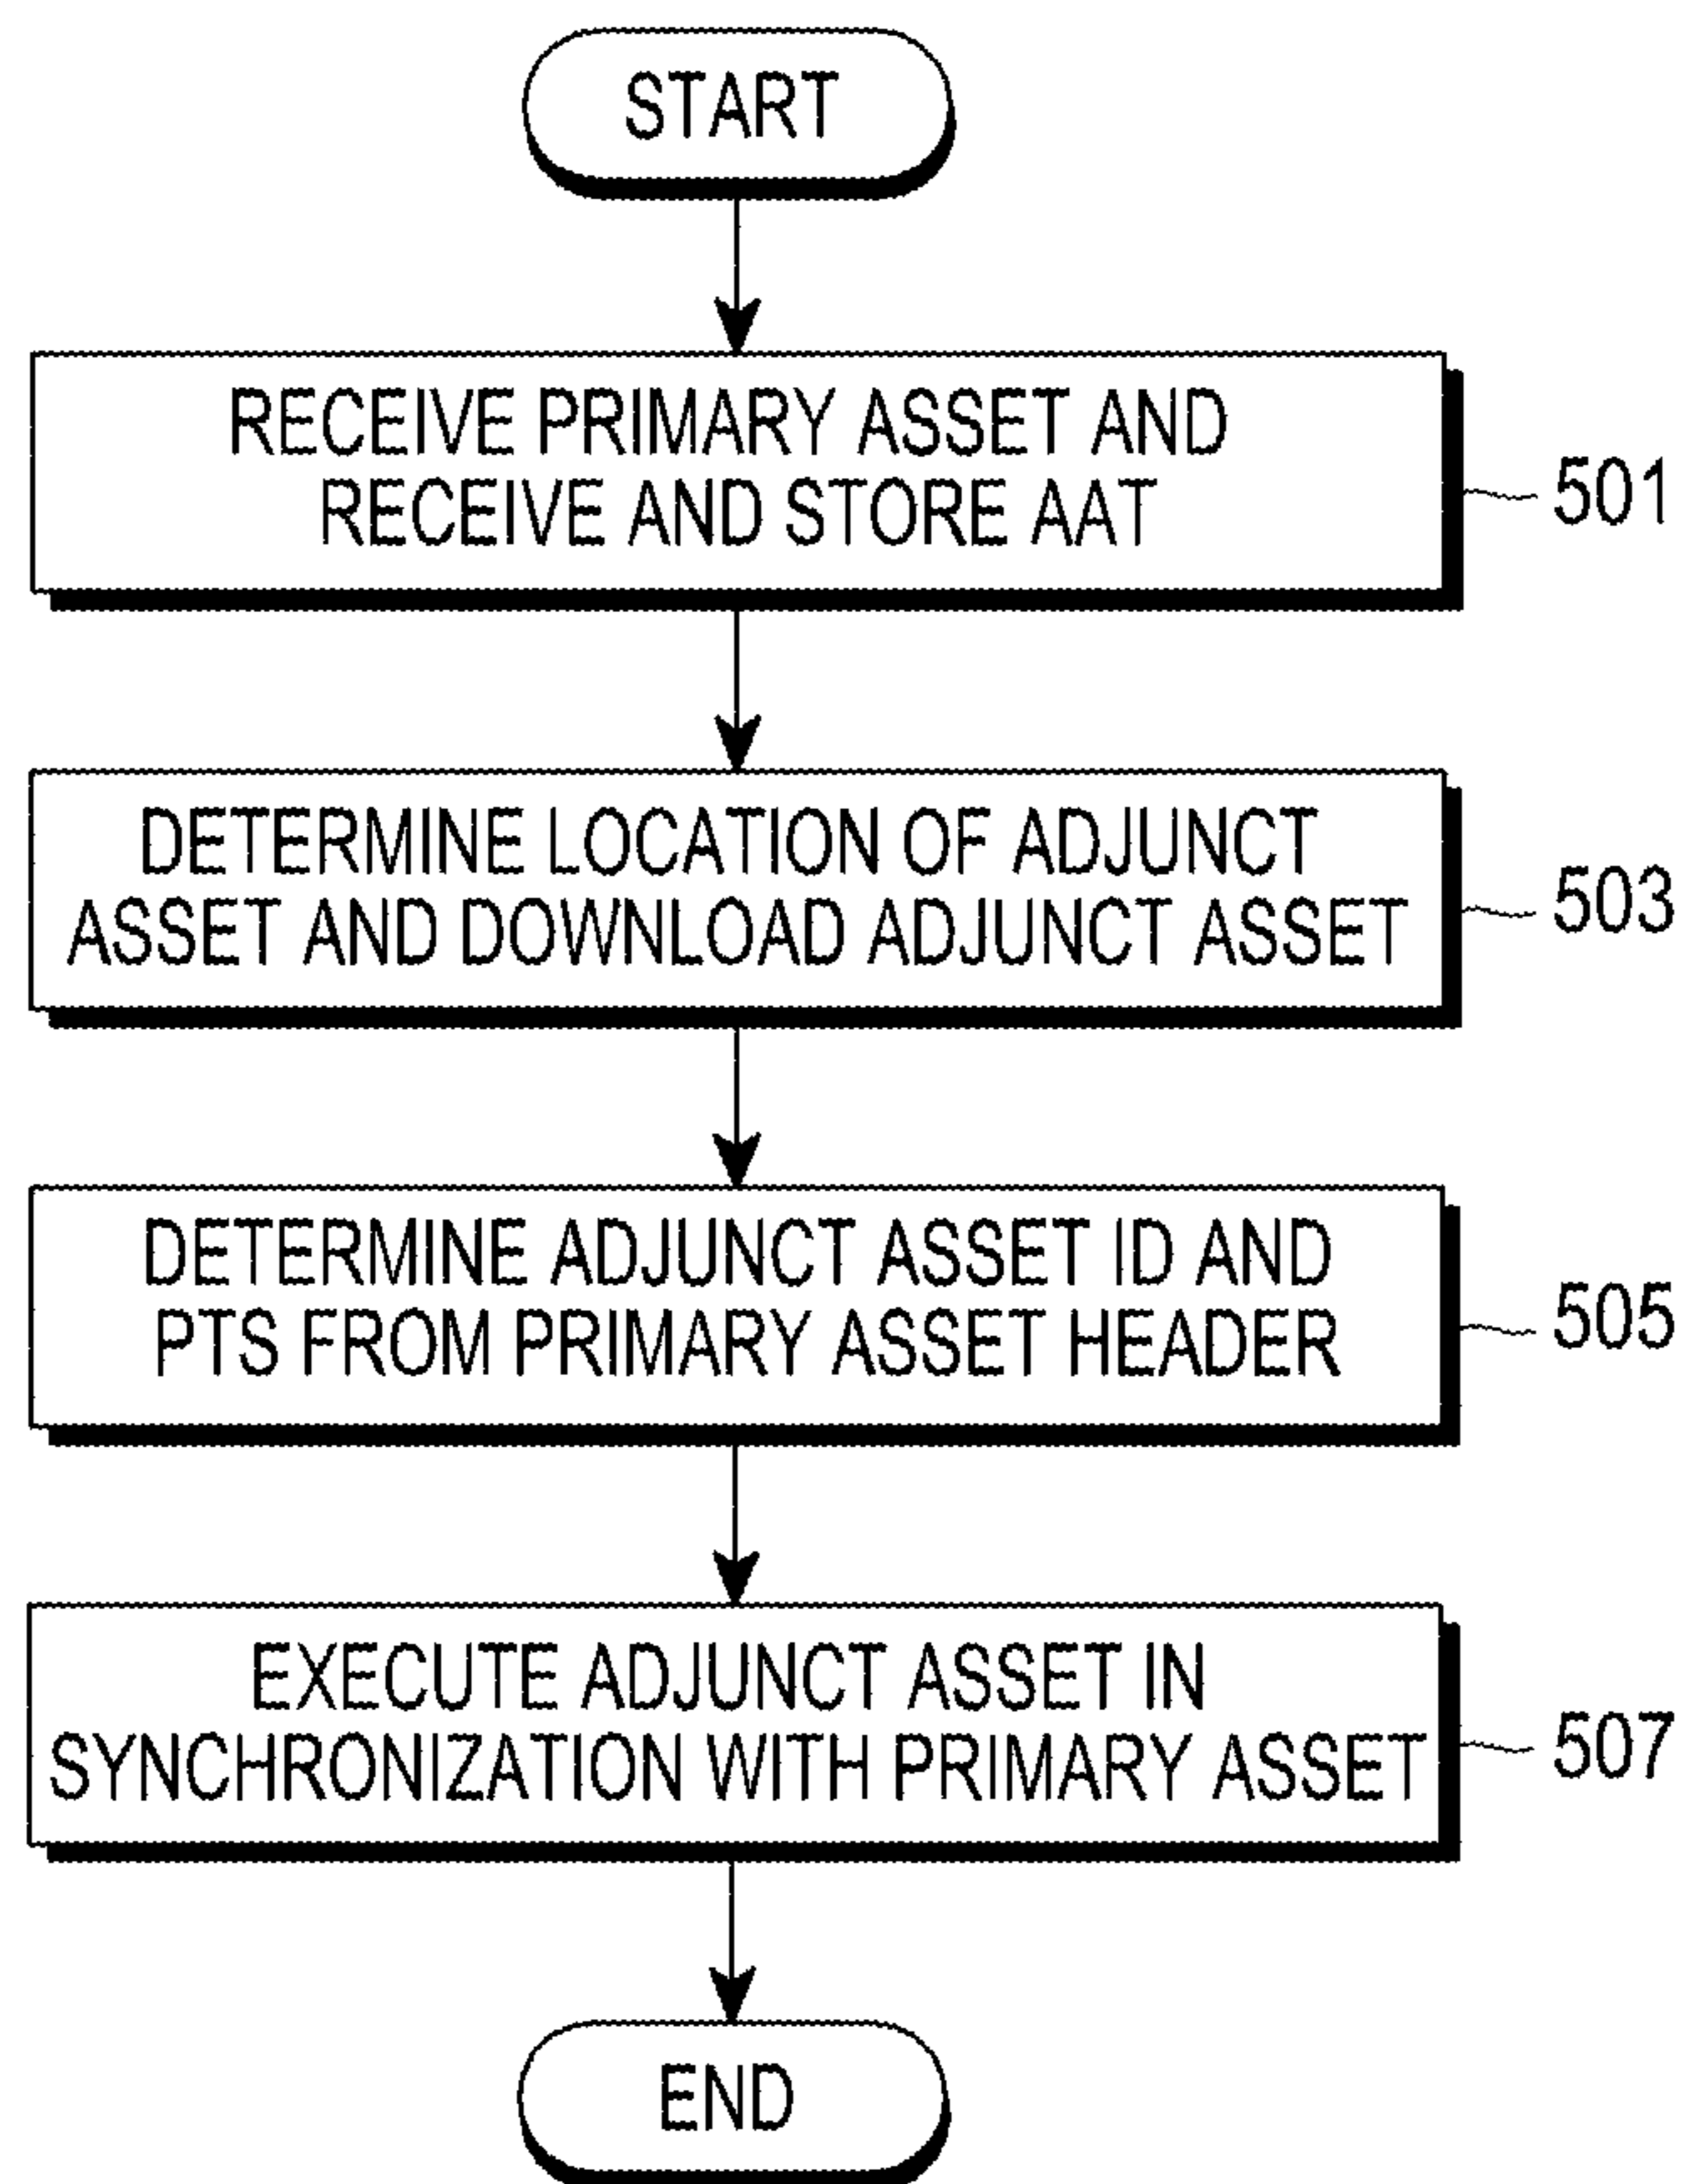 START
RECEIVE PRIMARY ASSET AND
RECEIVE AND STORE AAT
501
DETERMINE LOCATION OF ADJUNCT
ASSET AND DOWNLOAD ADJUNCT ASSET
503
DETERMINE ADJUNCT ASSET ID AND
PTS FROM PRIMARY ASSET HEADER
505
EXECUTE ADJUNCT ASSET IN
SYNCHRONIZATION WITH PRIMARY ASSET
507
END